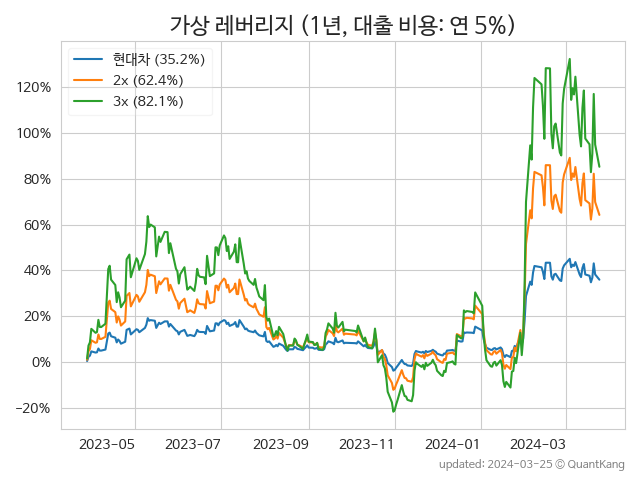 가상 레버리지 (1년, 대출 비용: 연 5%)
현대차 (35.2%)
2x (62.4%)
3x (82.1%)
120%
100%
80%
60%
40%
20%
0%
−20%
2023-05 2023-07 2023-09 2023-11 2024-01 2024-03
updated: 2024-03-25 © QuantKang